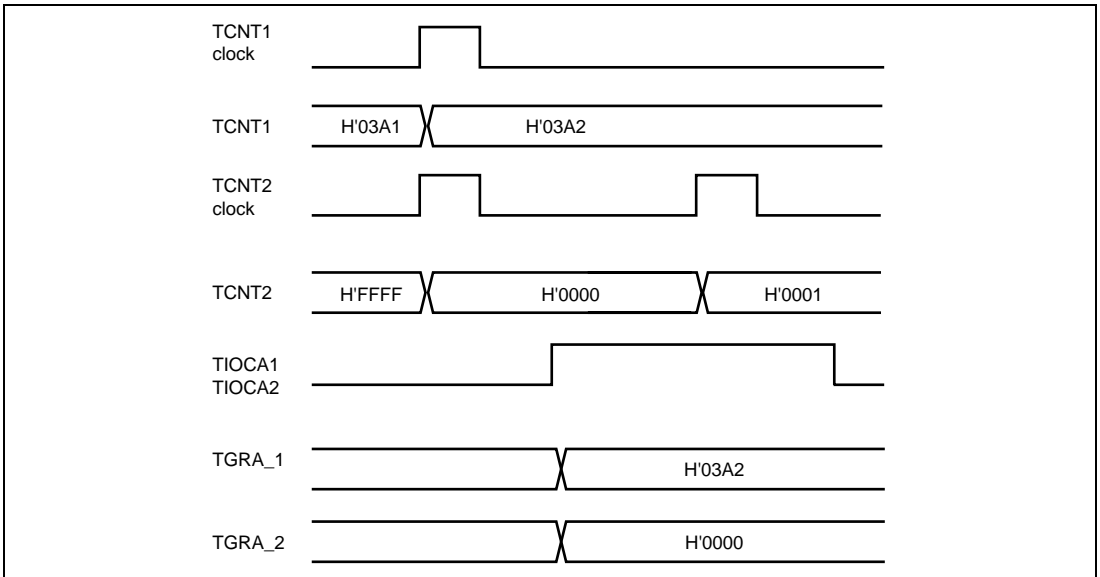 TCNT1
clock
TCNT1 H'03A1 H'03A2
TCNT2
clock
TCNT2 H'FFFF H'0000 H'0001
TIOCA1
TIOCA2
TGRA_1 H'03A2
TGRA_2 H'0000